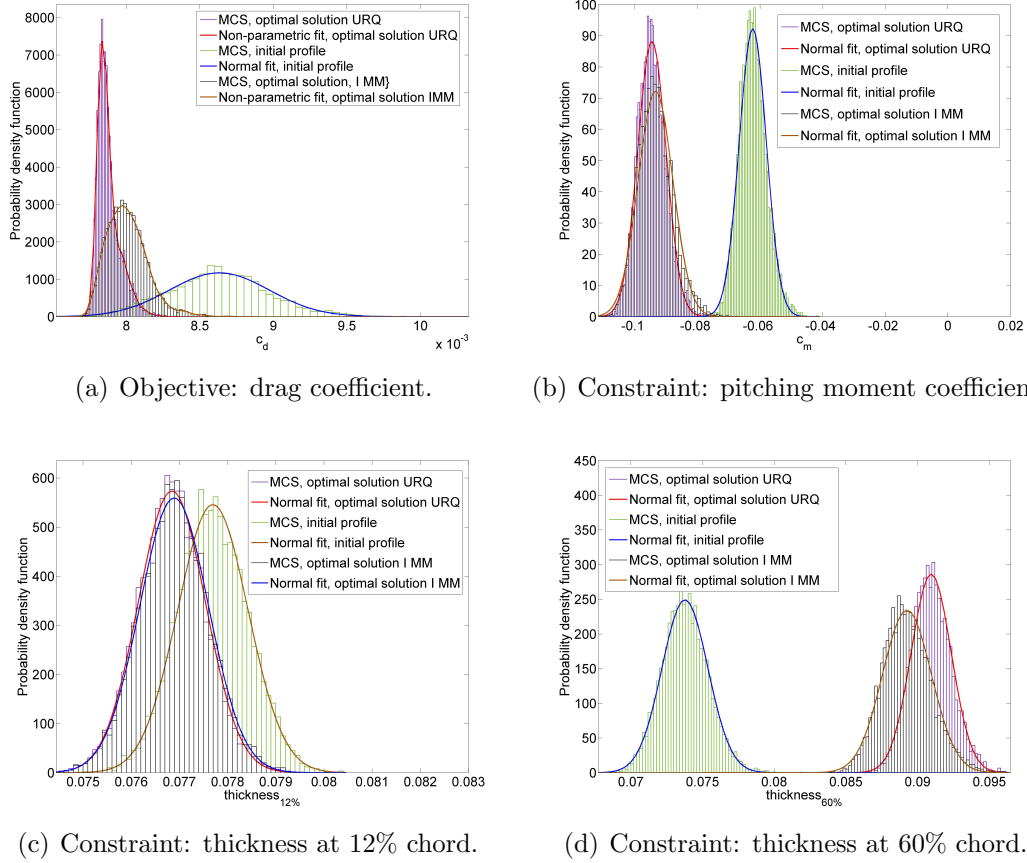 MCS, optimal solution URQ
Non-parametric fit, optimal solution URQ
MCS, initial profile
Normal fit, initial profile
MCS, optimal solution, I MM}
Non-parametric fit, optimal solution IMM
Probability density function
8000
7000
6000
5000
4000
3000
2000
1000
0
8
8.5
9
9.5
10
c_d
x 10^-3
(a) Objective: drag coefficient.
MCS, optimal solution URQ
Normal fit, optimal solution URQ
MCS, initial profile
Normal fit, initial profile
MCS, optimal solution I MM
Normal fit, optimal solution I MM
Probability density function
100
90
80
70
60
50
40
30
20
10
0
-0.1
-0.08
-0.06
-0.04
-0.02
0
0.02
c_m
(b) Constraint: pitching moment coefficien
MCS, optimal solution URQ
Normal fit, optimal solution URQ
MCS, initial profile
Normal fit, initial profile
MCS, optimal solution I MM
Normal fit, optimal solution I MM
Probability density function
600
500
400
300
200
100
0
0.075
0.076
0.077
0.078
0.079
0.08
0.081
0.082
0.083
thickness_12%
(c) Constraint: thickness at 12% chord.
MCS, optimal solution URQ
Normal fit, optimal solution URQ
MCS, initial profile
Normal fit, initial profile
MCS, optimal solution I MM
Normal fit, optimal solution I MM
Probability density function
450
400
350
300
250
200
150
100
50
0
0.07
0.075
0.08
0.085
0.09
0.095
thickness_60%
(d) Constraint: thickness at 60% chord.